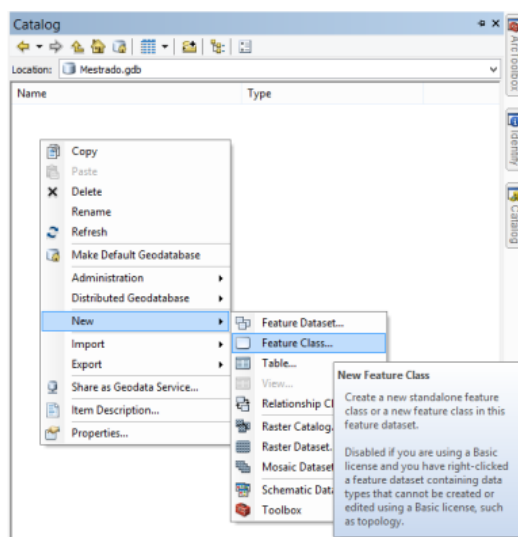 Catalog
Location: Mestrado.gdb
Name Type
ArcToolbox
Identify
Catalog
Copy
Paste
Delete
Rename
Refresh
Make Default Geodatabase
Administration
Distributed Geodatabase
New
Import
Export
Share as Geodata Service...
Item Description...
Properties...
Feature Dataset...
Feature Class...
Table...
View...
Relationship Cl
Raster Catalog.
Raster Dataset.
Mosaic Dataset
Schematic Data
Toolbox
New Feature Class
Create a new standalone feature
class or a new feature class in this
feature dataset.
Disabled if you are using a Basic
license and you have right-clicked
a feature dataset containing data
types that cannot be created or
edited using a Basic license, such
as topology.